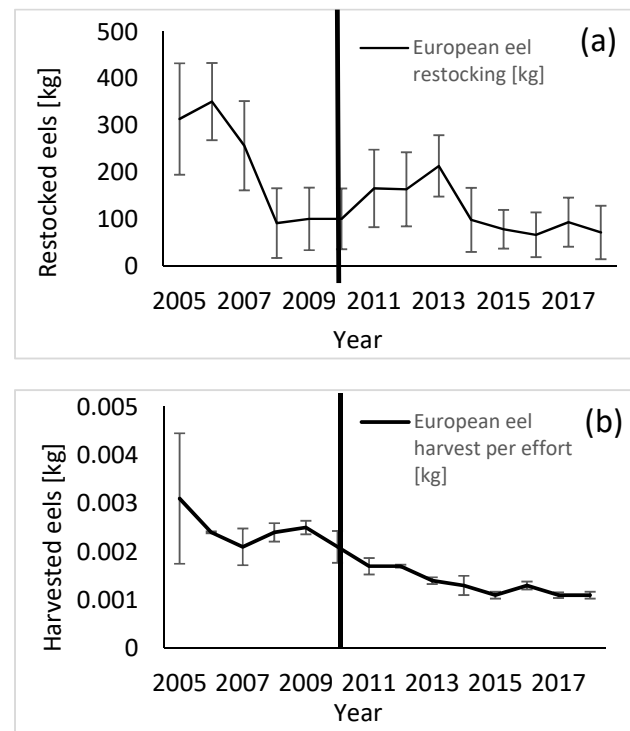 (a)
500
400
300
200
100
0
Restocked eels [kg]
European eel
restocking [kg]
2005 2007 2009 2011 2013 2015 2017
Year
(b)
0.005
0.004
0.003
0.002
0.001
0
Harvested eels [kg]
European eel
harvest per effort
[kg]
2005 2007 2009 2011 2013 2015 2017
Year